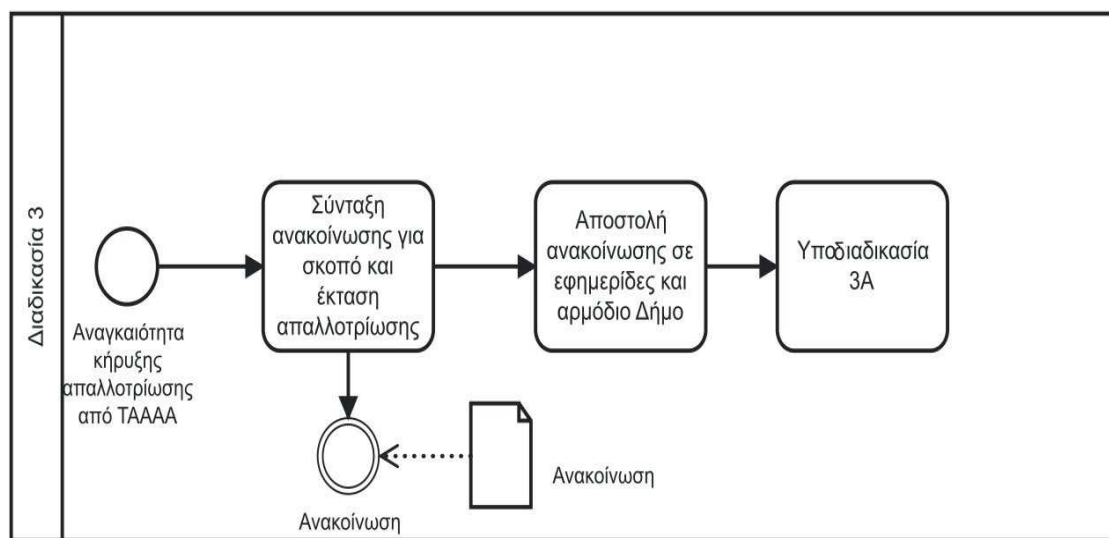 Διαδικασία 3
Αναγκαιότητα
κήρυξης
απαλλοτρίωσης
από ΤΑΑΑΑ
Σύνταξη
ανακοίνωσης για
σκοπό και
έκταση
απαλλοτρίωσης
Αποστολή
ανακοίνωσης σε
εφημερίδες και
αρμόδιο Δήμο
Υποδιαδικασία
3Α
Ανακοίνωση
Ανακοίνωση